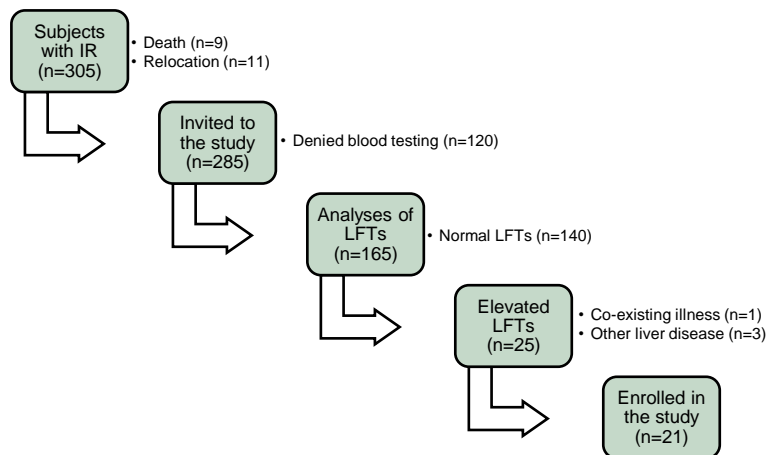 Subjects
with IR
(n=305)
• Death (n=9)
• Relocation (n=11)
Invited to
the study
(n=285)
• Denied blood testing (n=120)
Analyses of
LFTs
(n=165)
• Normal LFTs (n=140)
Elevated
LFTs
(n=25)
• Co-existing illness (n=1)
• Other liver disease (n=3)
Enrolled in
the study
(n=21)